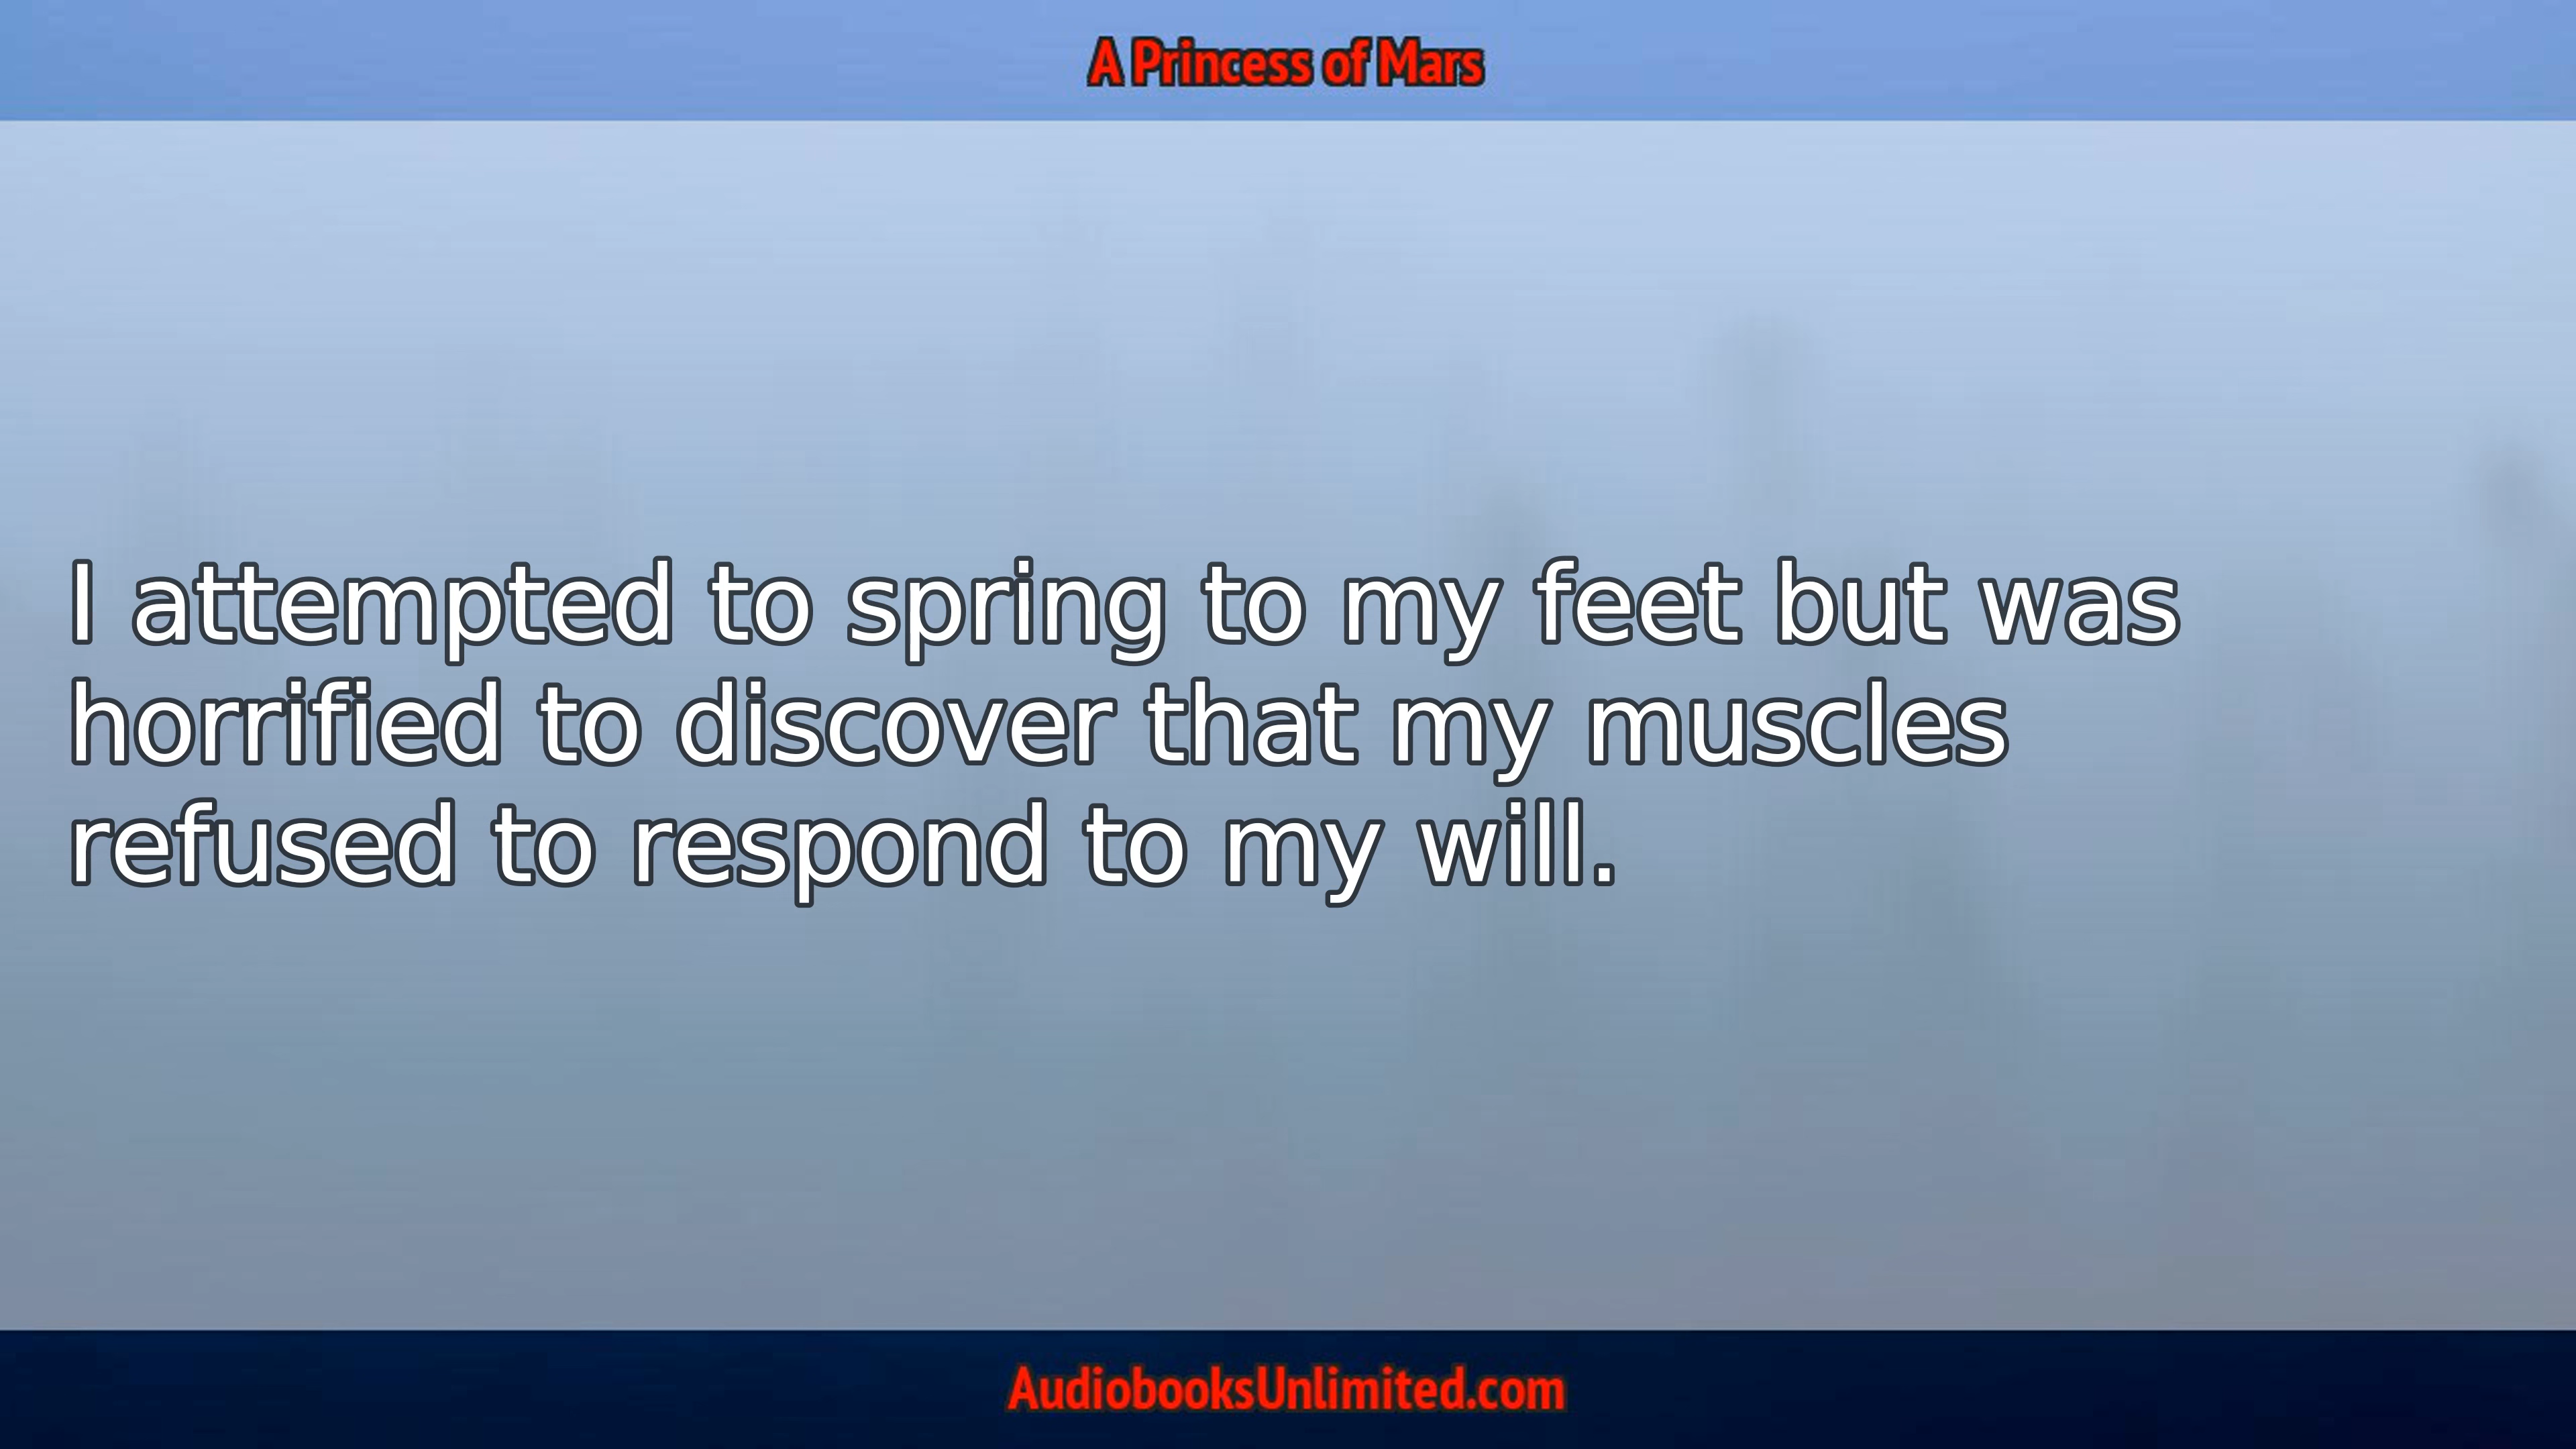 A Princess of Mars
I attempted to spring to my feet but was
horrified to discover that my muscles
refused to respond to my will.
AudiobooksUnlimited.com